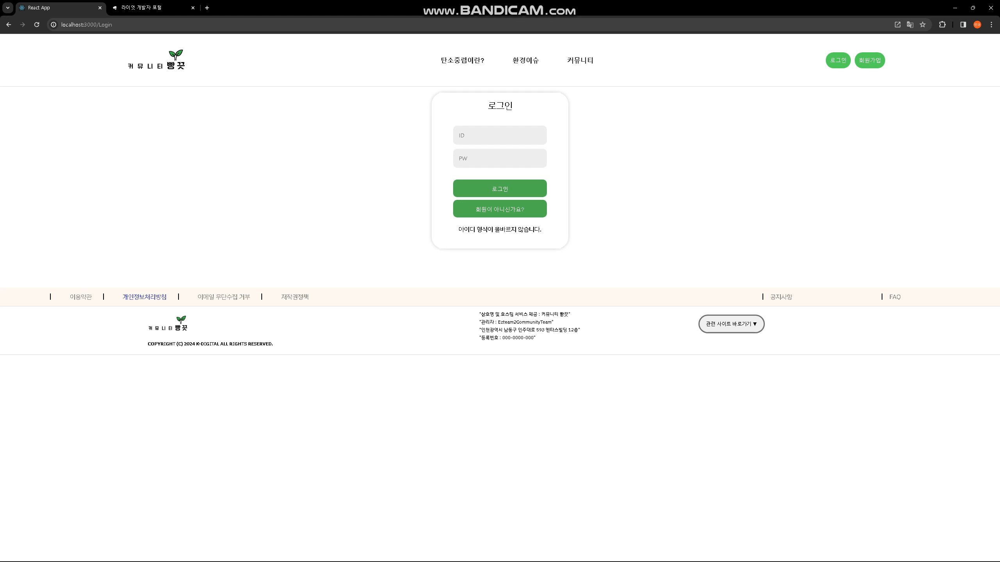 React App
라이엇 개발자 포털
www.BANDICAM.com
localhost:3000/Login
민규
커뮤니티 빵끗
탄소중립이란?
환경이슈
커뮤니티
로그인
회원가입
로그인
ID
PW
로그인
회원이 아니신가요?
아이디 형식이 올바르지 않습니다.
이용약관
개인정보처리방침
이메일 무단수집 거부
저작권정책
공지사항
FAQ
커뮤니티 빵끗
COPYRIGHT (C) 2024 K-DIGITAL ALL RIGHTS RESERVED.
"상호명 및 호스팅 서비스 제공 : 커뮤니티 빵끗"
"관리자 : Ezteam2CommunityTeam"
"인천광역시 남동구 인주대로 593 엔타스빌딩 12층"
"등록번호 : 000-0000-000"
관련 사이트 바로가기 ▼